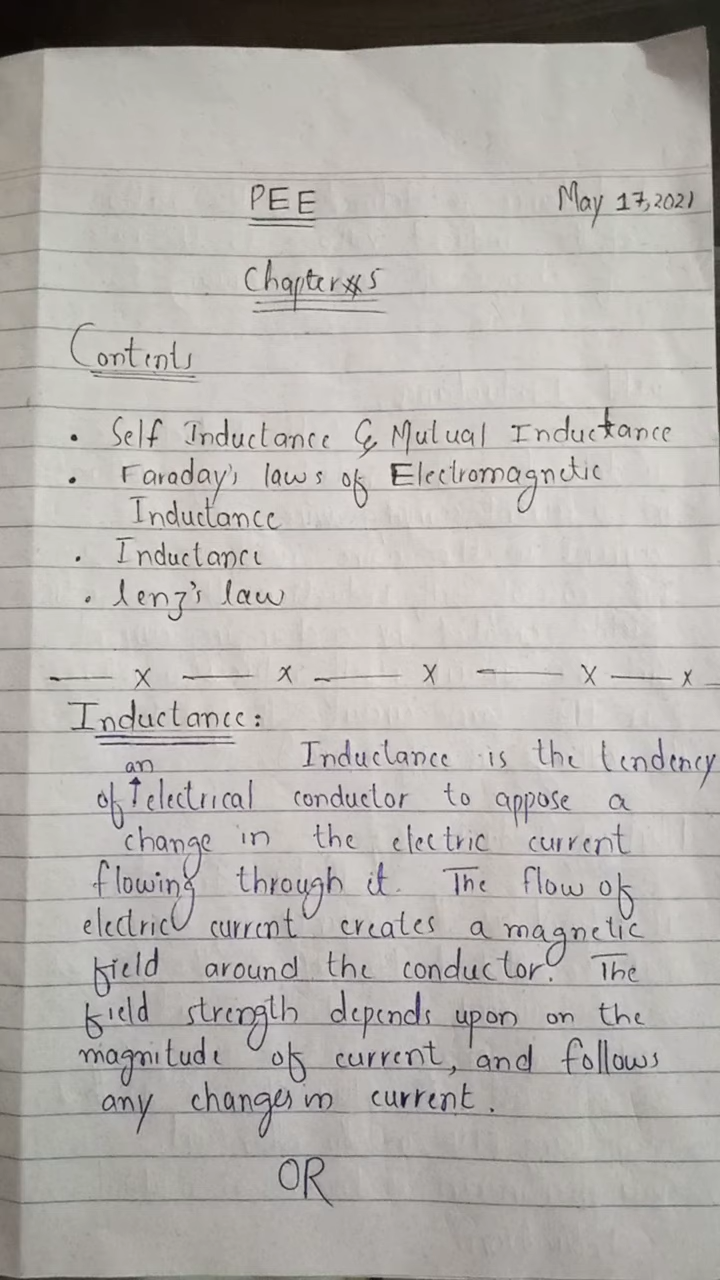 PEE
May 17,2021
Chapter#5
Contents
• Self Inductance & Mutual Inductance
• Faraday's laws of Electromagnetic
Inductance
• Inductance
• lenz's law
— x — x — x — x — x —
Inductance:
Inductance is the tendency
of ↑an electrical conductor to appose a
change in the electric current
flowing through it. The flow of
electric current creates a magnetic
field around the conductor. The
field strength depends upon on the
magnitude of current, and follows
any changes in current.
OR